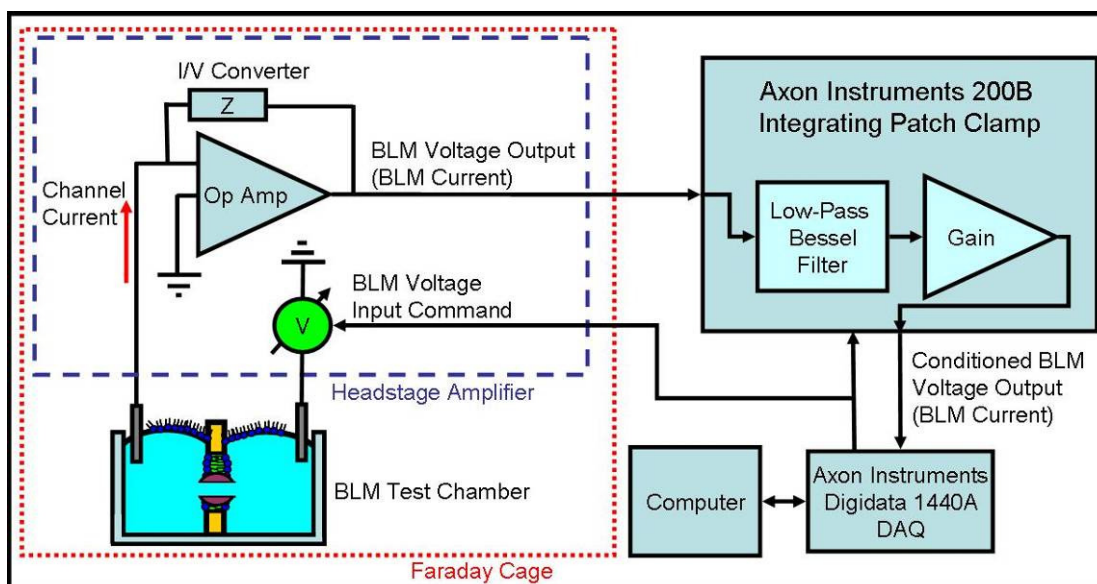 I/V Converter
Z
Op Amp
Channel
Current
BLM Voltage Output
(BLM Current)
BLM Voltage
Input Command
V
Headstage Amplifier
BLM Test Chamber
Faraday Cage
Axon Instruments 200B
Integrating Patch Clamp
Low-Pass
Bessel
Filter
Gain
Conditioned BLM
Voltage Output
(BLM Current)
Computer
Axon Instruments
Digidata 1440A
DAQ